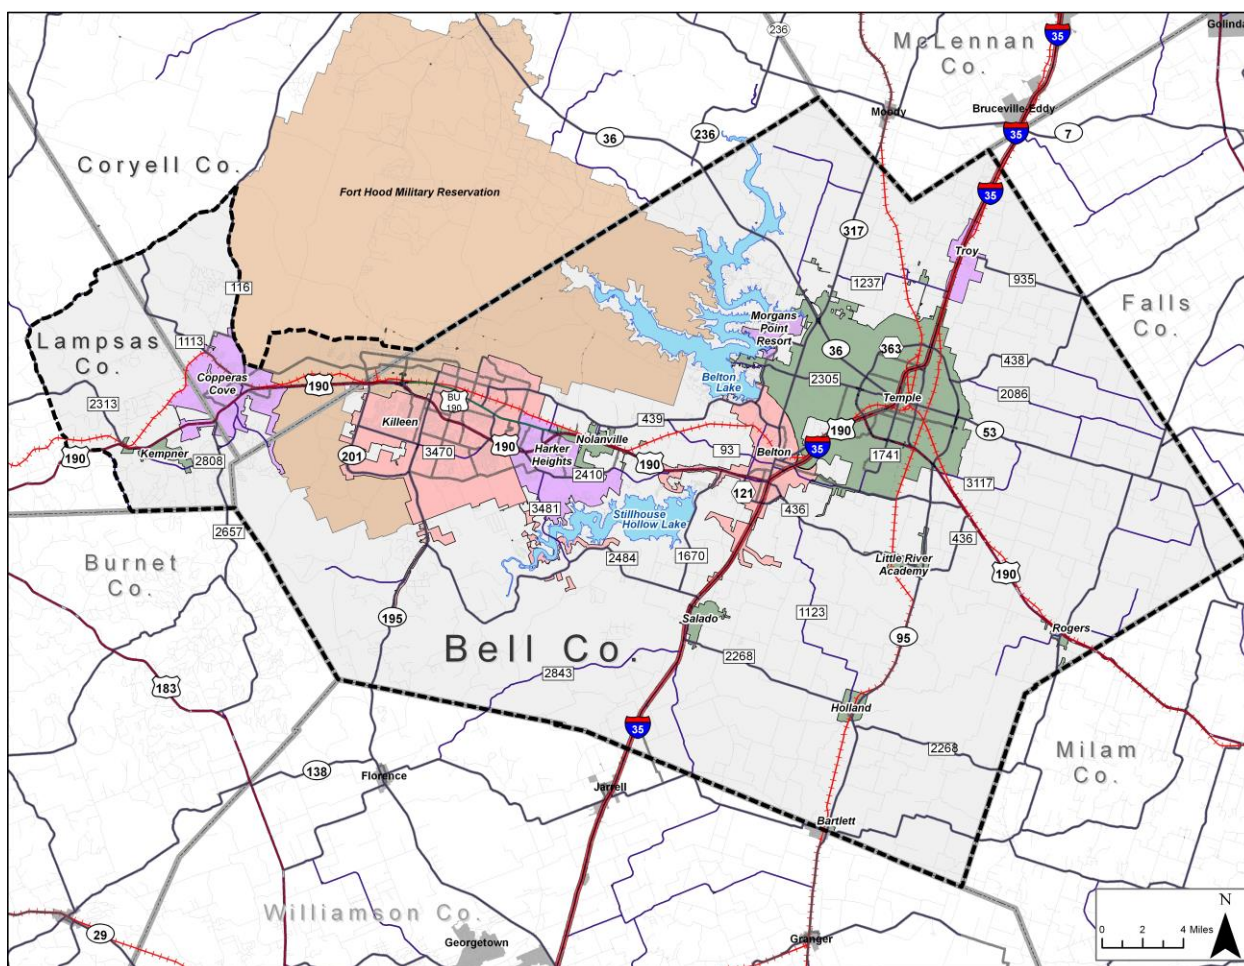 236
35
Golinda
McLennan
Co.
Moody
Bruceville-Eddy
36
236
35
7
Coryell Co.
Fort Hood Military Reservation
35
317
Troy
116
1237
935
Falls
Co.
Morgans
Point
Resort
Lampsas
Co.
1113
36
363
438
Copperas
Cove
190
Belton
Lake
2305
2086
2313
BU
190
Temple
Killeen
439
190
53
Kempner
190
201
3470
190
Harker
Heights
Nolanville
93
Belton
35
1741
2808
2410
190
3117
121
3481
Stillhouse
Hollow Lake
436
2657
436
Burnet
Co.
2484
1670
Little River
Academy
190
195
Salado
1123
95
Rogers
Bell Co.
2268
183
2843
Holland
35
2268
Milam
Co.
138
Florence
Jarrell
Bartlett
Williamson Co.
29
Georgetown
Granger
N
0 2 4 Miles